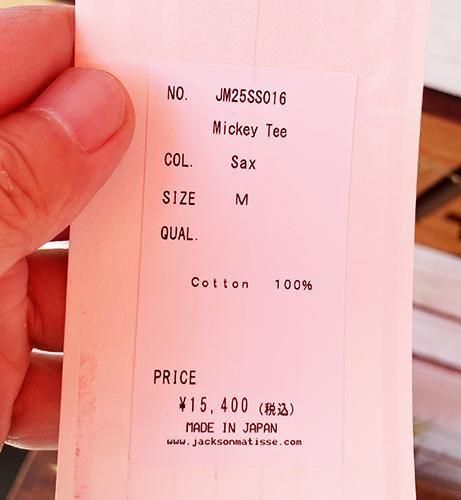 NO. JM25SS016
Mickey Tee
COL. Sax
SIZE M
QUAL.
Cotton 100%
PRICE
¥15,400 (税込)
MADE IN JAPAN
www.jacksonmatisse.com